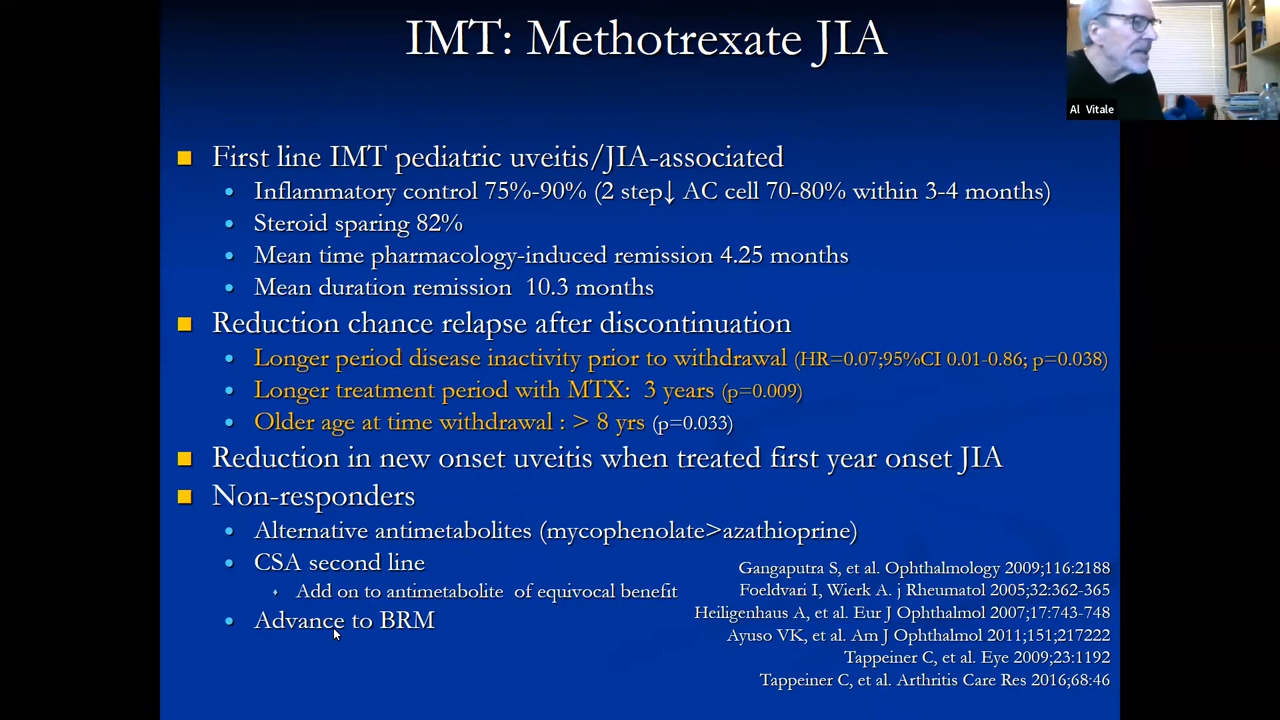 IMT: Methotrexate JIA
Al Vitale
First line IMT pediatric uveitis/JIA-associated
Inflammatory control 75%-90% (2 step↓ AC cell 70-80% within 3-4 months)
Steroid sparing 82%
Mean time pharmacology-induced remission 4.25 months
Mean duration remission 10.3 months
Reduction chance relapse after discontinuation
Longer period disease inactivity prior to withdrawal (HR=0.07;95%CI 0.01-0.86; p=0.038)
Longer treatment period with MTX: 3 years (p=0.009)
Older age at time withdrawal : > 8 yrs (p=0.033)
Reduction in new onset uveitis when treated first year onset JIA
Non-responders
Alternative antimetabolites (mycophenolate>azathioprine)
CSA second line
Add on to antimetabolite of equivocal benefit
Advance to BRM
Gangaputra S, et al. Ophthalmology 2009;116:2188
Foeldvari I, Wierk A. j Rheumatol 2005;32:362-365
Heiligenhaus A, et al. Eur J Ophthalmol 2007;17:743-748
Ayuso VK, et al. Am J Ophthalmol 2011;151;217222
Tappeiner C, et al. Eye 2009;23:1192
Tappeiner C, et al. Arthritis Care Res 2016;68:46